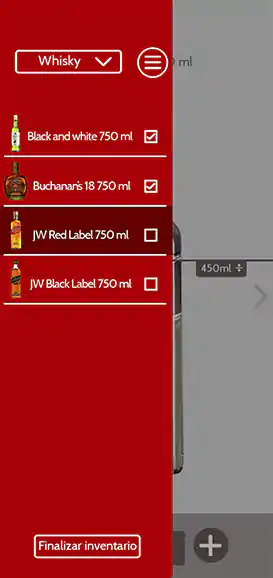 Whisky
ml
Black and white 750 ml
Buchanan's 18 750 ml
JW Red Label 750 ml
450ml
JW Black Label 750 ml
Finalizar inventario